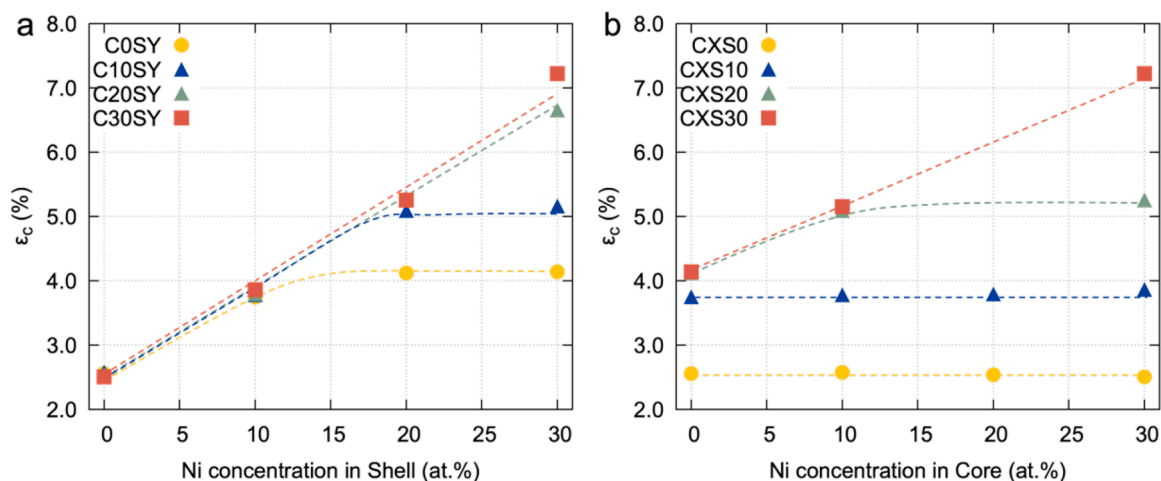 a
8.0
7.0
6.0
5.0
4.0
3.0
2.0
εc (%)
C0SY
C10SY
C20SY
C30SY
0 5 10 15 20 25 30
Ni concentration in Shell (at.%)
b
8.0
7.0
6.0
5.0
4.0
3.0
2.0
εc (%)
CXS0
CXS10
CXS20
CXS30
0 5 10 15 20 25 30
Ni concentration in Core (at.%)